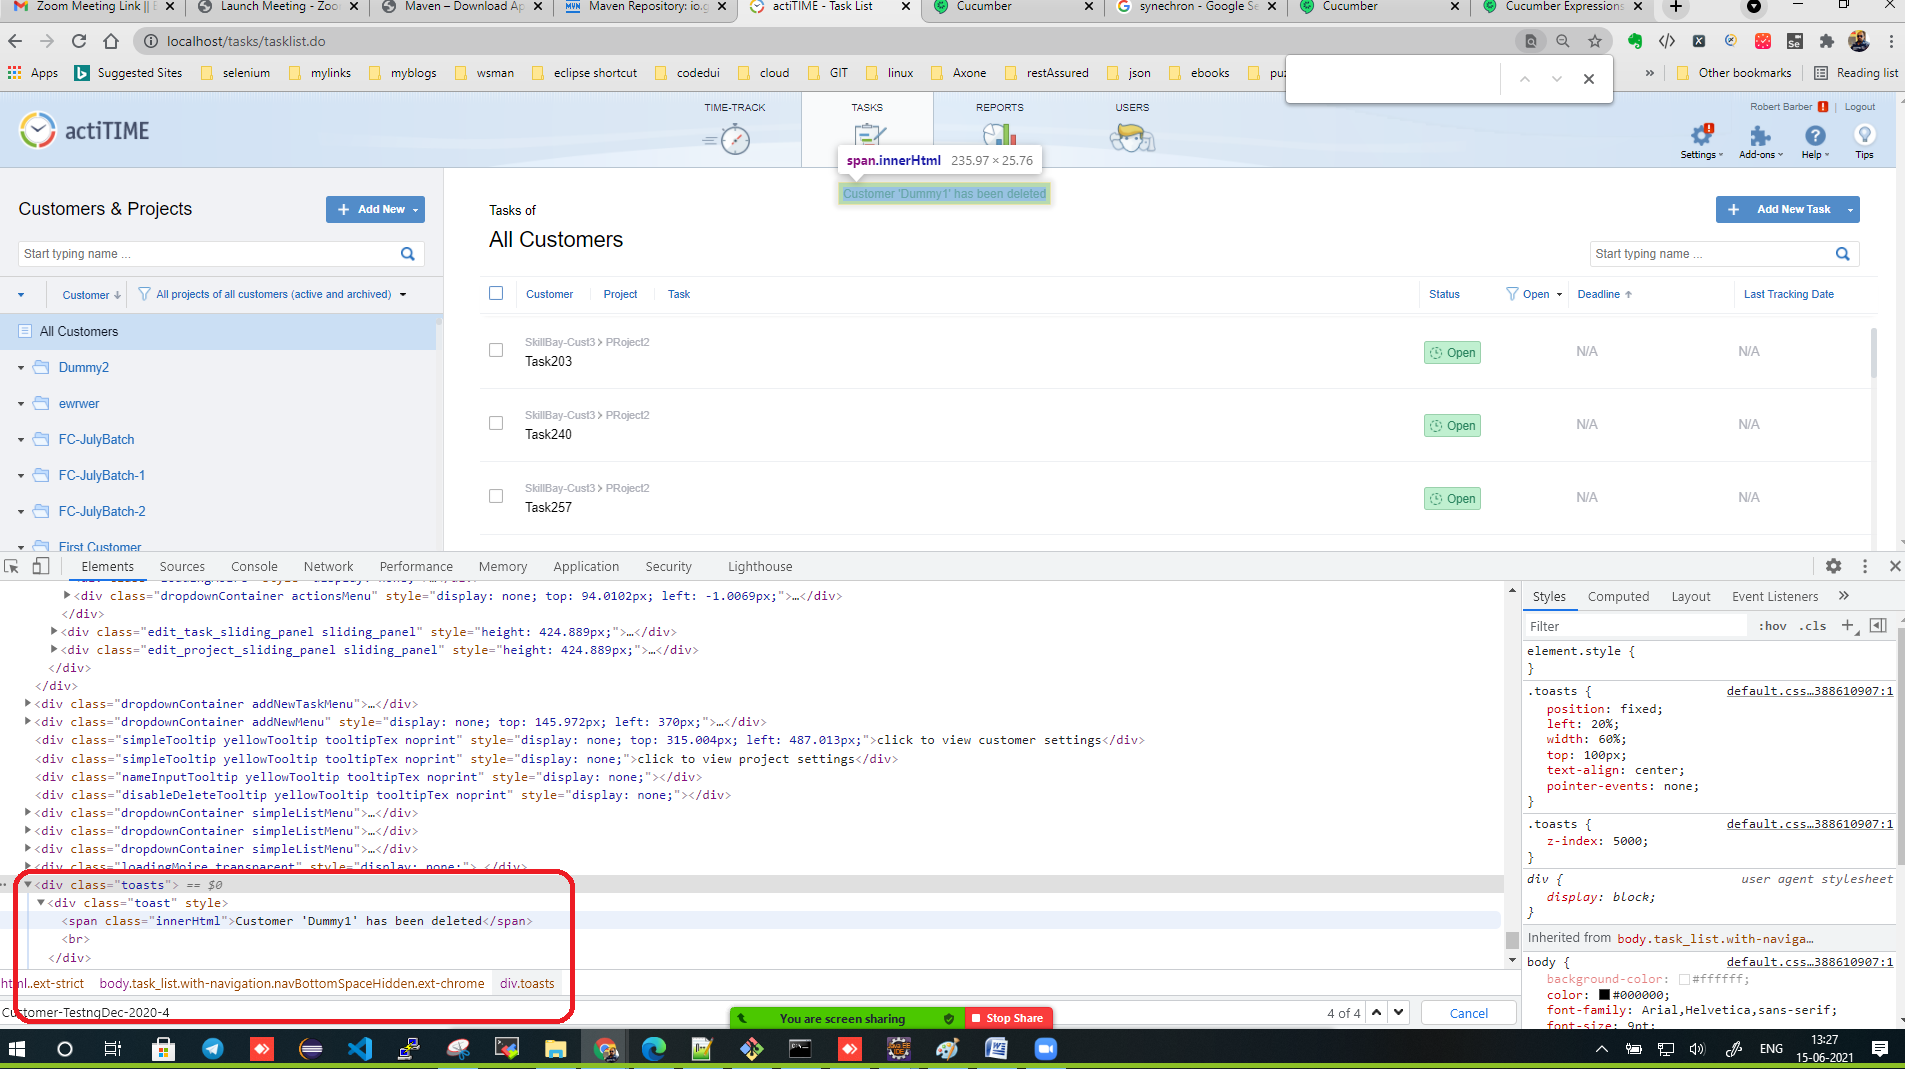 Zoom Meeting Link || E
Launch Meeting - Zoo
Maven – Download Ap
Maven Repository: io.g
actiTIME - Task List
Cucumber
synechron - Google Se
Cucumber
Cucumber Expressions
localhost/tasks/tasklist.do
Apps
Suggested Sites
selenium
mylinks
myblogs
wsman
eclipse shortcut
codedui
cloud
GIT
linux
Axone
restAssured
json
ebooks
puz
»
Other bookmarks
Reading list
actiTIME
TIME-TRACK
TASKS
REPORTS
USERS
Robert Barber
Logout
Settings
Add-ons
Help
Tips
span.innerHtml 235.97 × 25.76
Customer 'Dummy1' has been deleted
Customers & Projects
+ Add New
Start typing name ...
Customer
All projects of all customers (active and archived)
All Customers
Dummy2
ewrwer
FC-JulyBatch
FC-JulyBatch-1
FC-JulyBatch-2
First Customer
Tasks of
All Customers
+ Add New Task
Start typing name ...
Customer
Project
Task
Status
Open
Deadline
Last Tracking Date
SkillBay-Cust3 > PRoject2
Task203
Open
N/A
N/A
SkillBay-Cust3 > PRoject2
Task240
Open
N/A
N/A
SkillBay-Cust3 > PRoject2
Task257
Open
N/A
N/A
Elements
Sources
Console
Network
Performance
Memory
Application
Security
Lighthouse
<div class="dropdownContainer actionsMenu" style="display: none; top: 94.0102px; left: -1.0069px;">…</div>
</div>
<div class="edit_task_sliding_panel sliding_panel" style="height: 424.889px;">…</div>
<div class="edit_project_sliding_panel sliding_panel" style="height: 424.889px;">…</div>
</div>
</div>
<div class="dropdownContainer addNewTaskMenu">…</div>
<div class="dropdownContainer addNewMenu" style="display: none; top: 145.972px; left: 370px;">…</div>
<div class="simpleTooltip yellowTooltip tooltipTex noprint" style="display: none; top: 315.004px; left: 487.013px;">click to view customer settings</div>
<div class="simpleTooltip yellowTooltip tooltipTex noprint" style="display: none;">click to view project settings</div>
<div class="nameInputTooltip yellowTooltip tooltipTex noprint" style="display: none;"></div>
<div class="disableDeleteTooltip yellowTooltip tooltipTex noprint" style="display: none;"></div>
<div class="dropdownContainer simpleListMenu">…</div>
<div class="dropdownContainer simpleListMenu">…</div>
<div class="dropdownContainer simpleListMenu">…</div>
<div class="loadingMoire transparent" style="display: none;"> </div>
<div class="toasts"> == $0
<div class="toast" style>
<span class="innerHtml">Customer 'Dummy1' has been deleted</span>
<br>
</div>
html..ext-strict
body.task_list.with-navigation.navBottomSpaceHidden.ext-chrome
div.toasts
Customer-TestngDec-2020-4
4 of 4
Cancel
Styles
Computed
Layout
Event Listeners
»
Filter
:hov
.cls
+
element.style {
}
.toasts {
default.css…388610907:1
position: fixed;
left: 20%;
width: 60%;
top: 100px;
text-align: center;
pointer-events: none;
}
.toasts {
default.css…388610907:1
z-index: 5000;
}
div {
user agent stylesheet
display: block;
}
Inherited from body.task_list.with-naviga…
body {
default.css…388610907:1
background-color: #ffffff;
color: #000000;
font-family: Arial,Helvetica,sans-serif;
font-size: 9pt;
You are screen sharing
Stop Share
ENG
13:27
15-06-2021